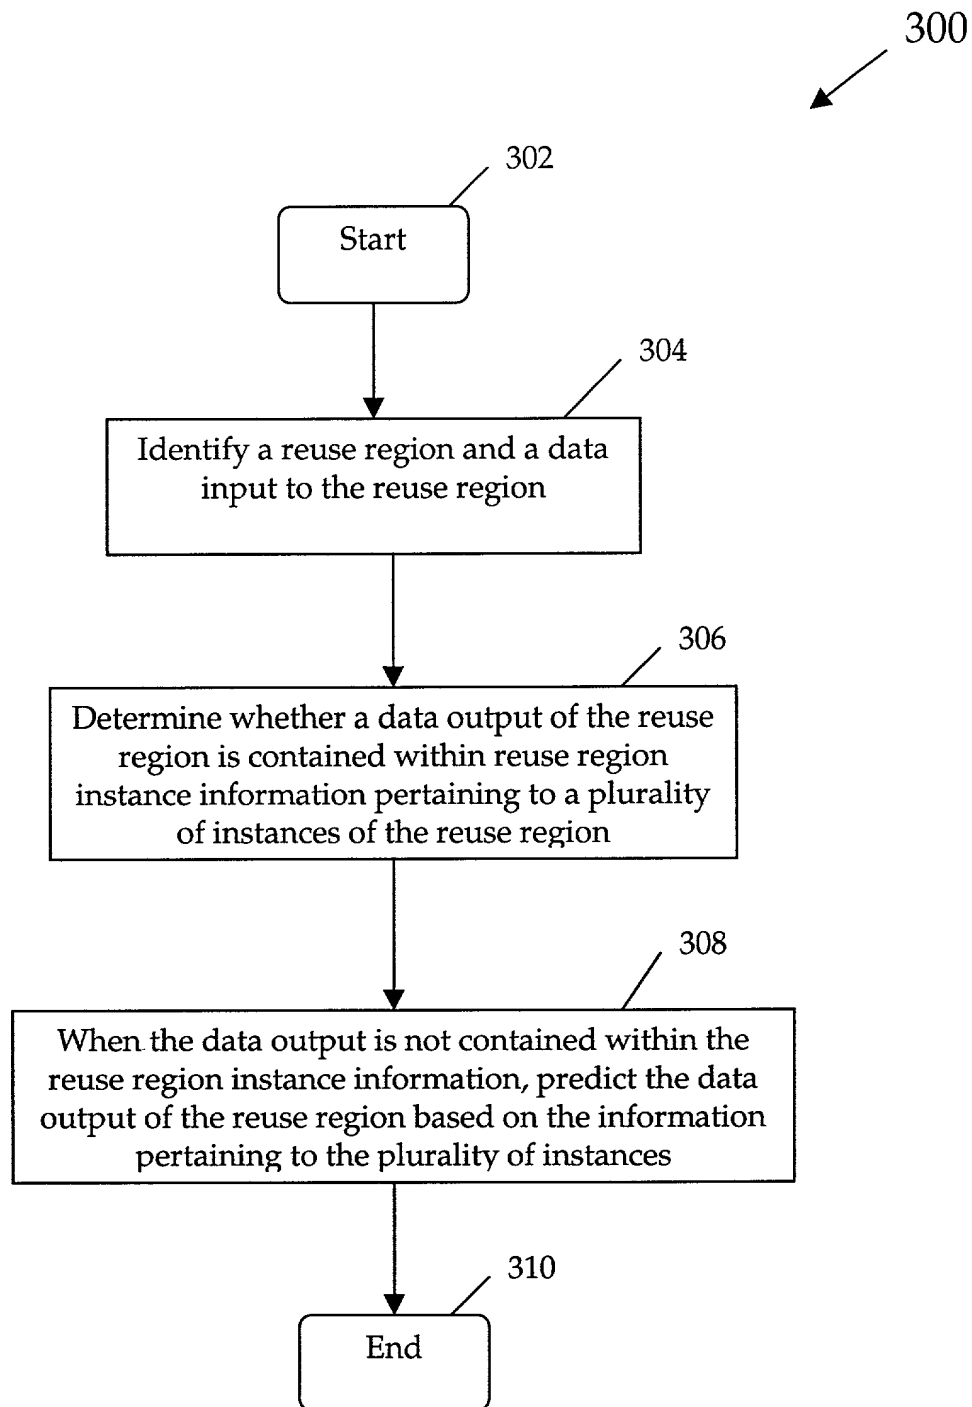 300
302
Start
304
Identify a reuse region and a data
input to the reuse region
306
Determine whether a data output of the reuse
region is contained within reuse region
instance information pertaining to a plurality
of instances of the reuse region
308
When the data output is not contained within the
reuse region instance information, predict the data
output of the reuse region based on the information
pertaining to the plurality of instances
310
End